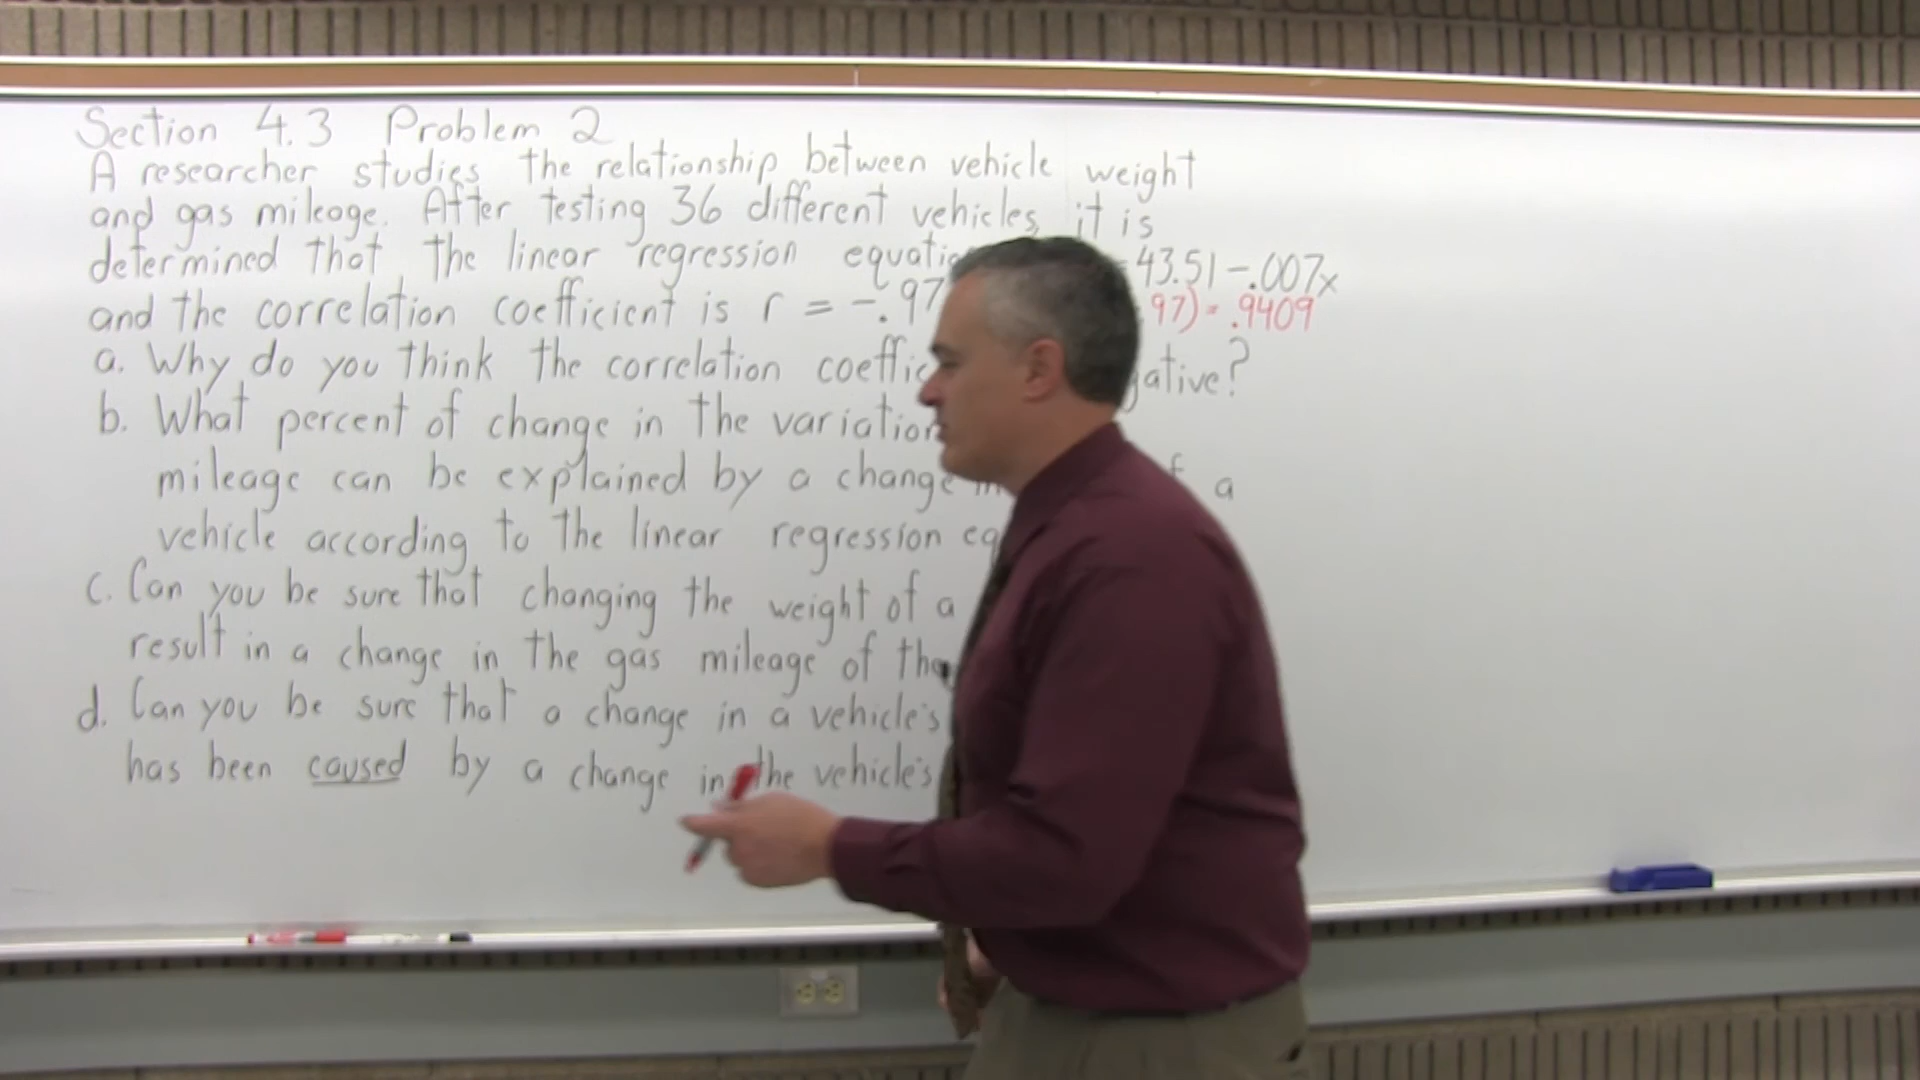 Section 4.3 Problem 2
A researcher studies the relationship between vehicle weight
and gas mileage. After testing 36 different vehicles, it is
determined that the linear regression 43.51 - .007x
and the correlation coefficient is r = -.97 97) = .9409
a. Why do you think the correlation
b. What percent of change in the variation
mileage can be explained by a change a
vehicle according to the linear regression
c. Can you be sure that changing the weight of a
result in a change in the gas mileage of
d. Can you be sure that a change in a vehicle's
has been caused by a change in the vehicle's